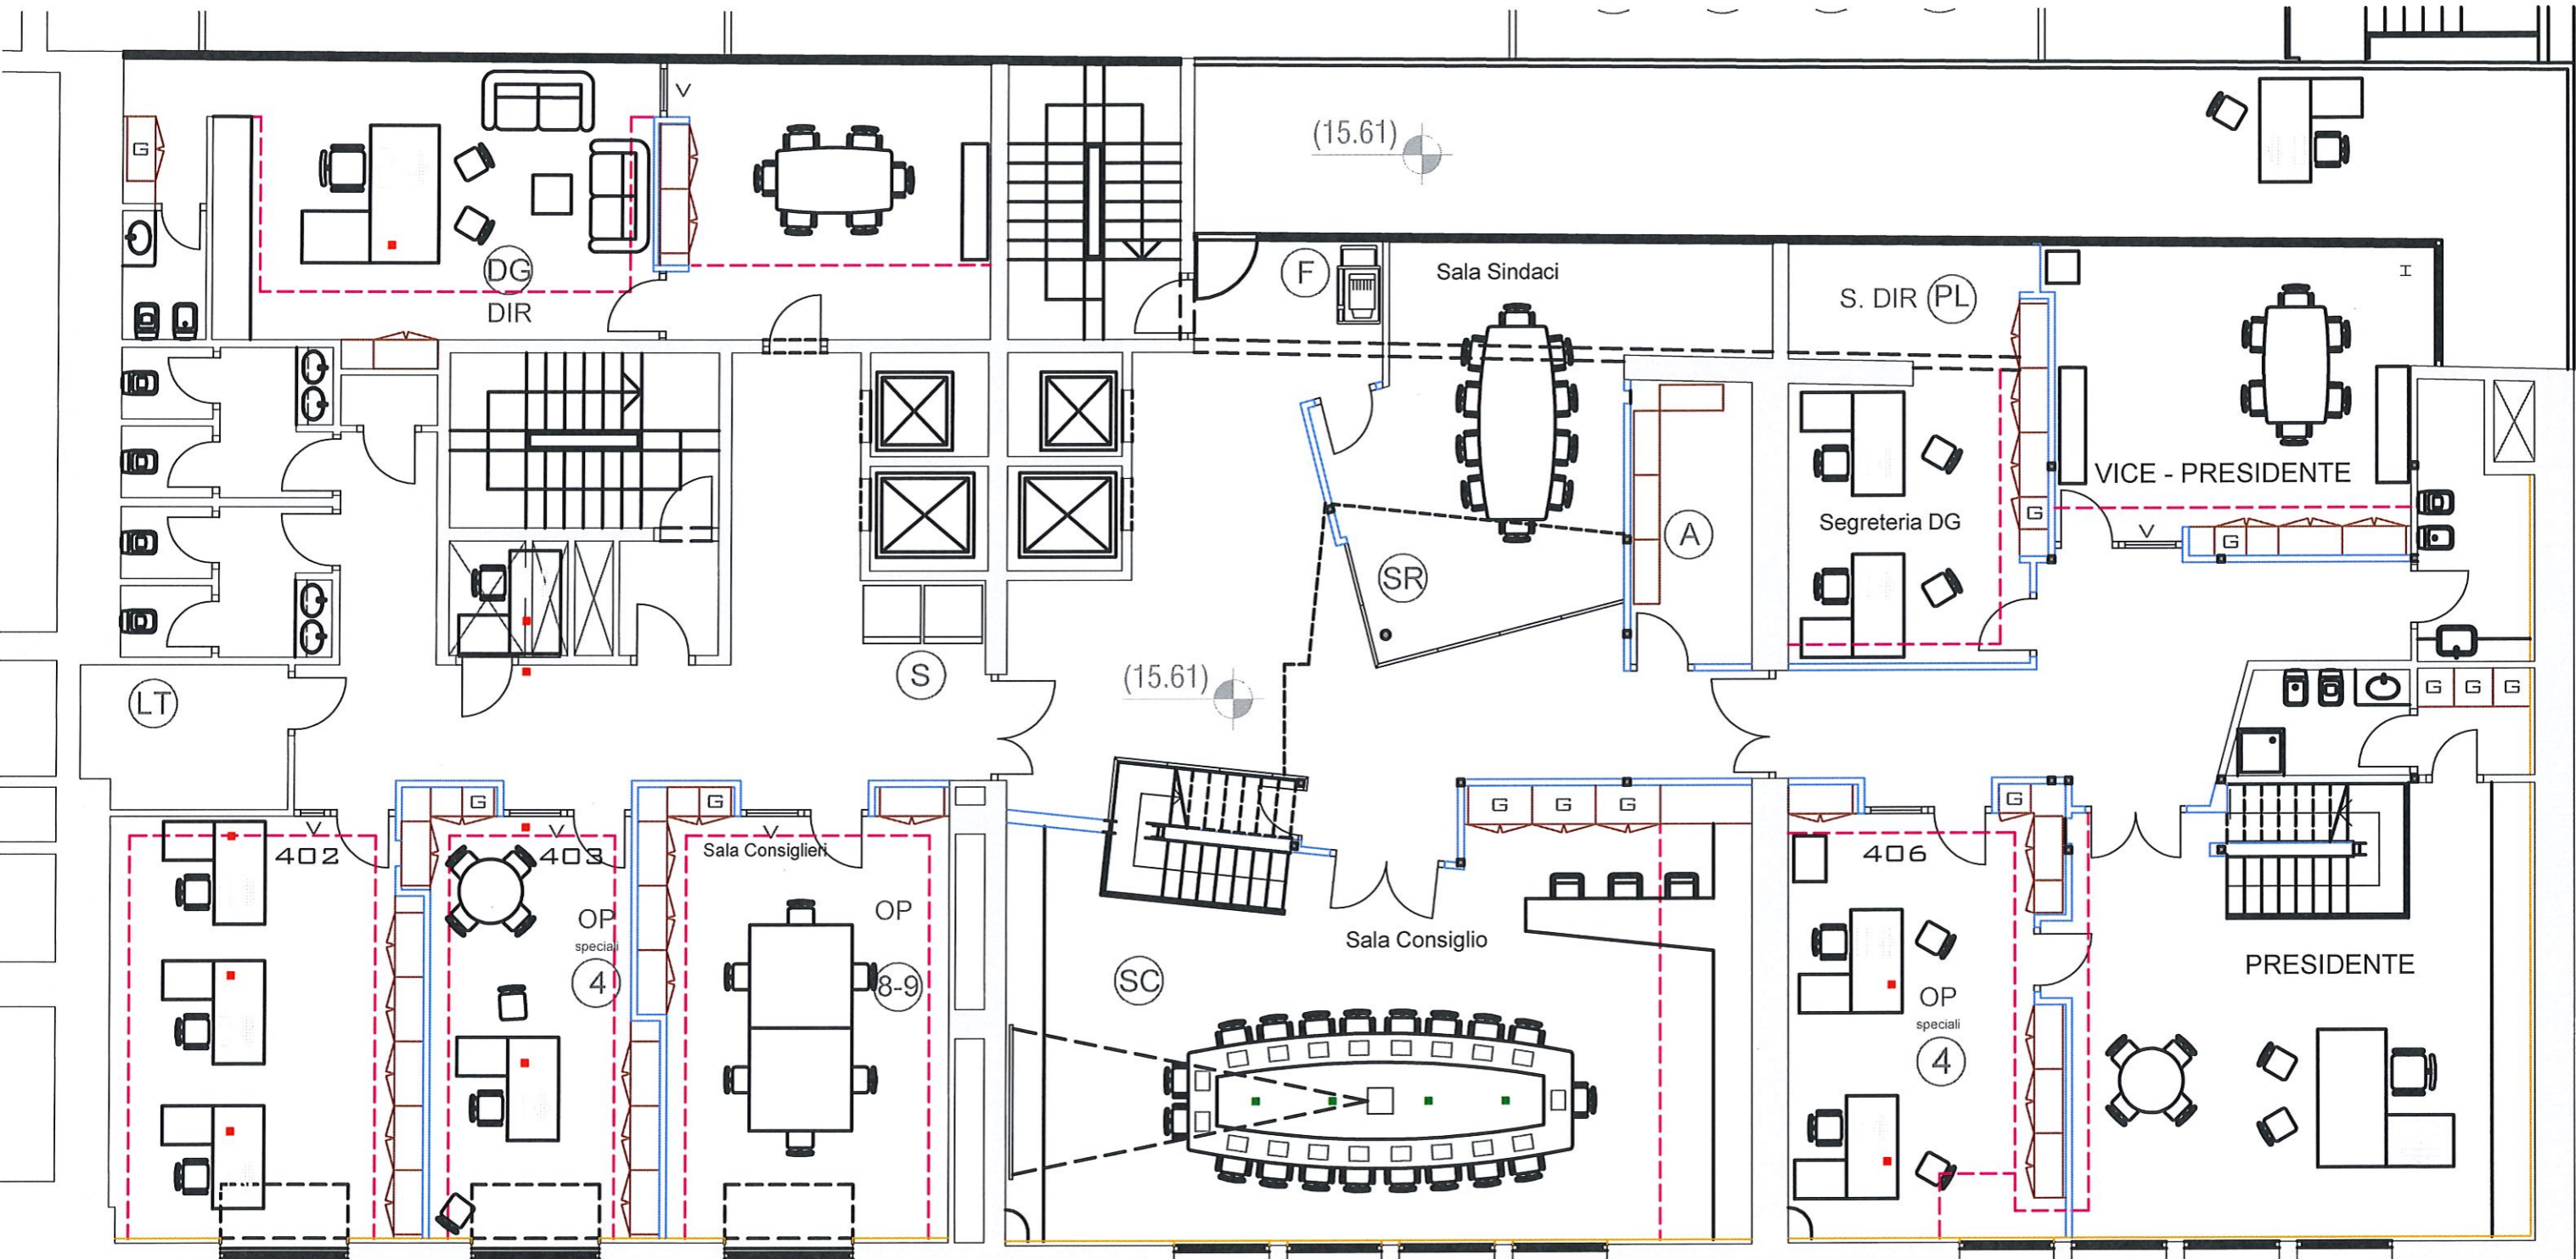 V
(15.61)
G
F
Sala Sindaci
DG
DIR
S. DIR
PL
I
VICE - PRESIDENTE
G
Segreteria DG
A
V
G
SR
S
(15.61)
LT
G
G
G
G
G
G
G
G
G
V
402
V
403
V
Sala Consiglieri
406
OP
speciali
4
OP
8-9
Sala Consiglio
SC
PRESIDENTE
OP
speciali
4